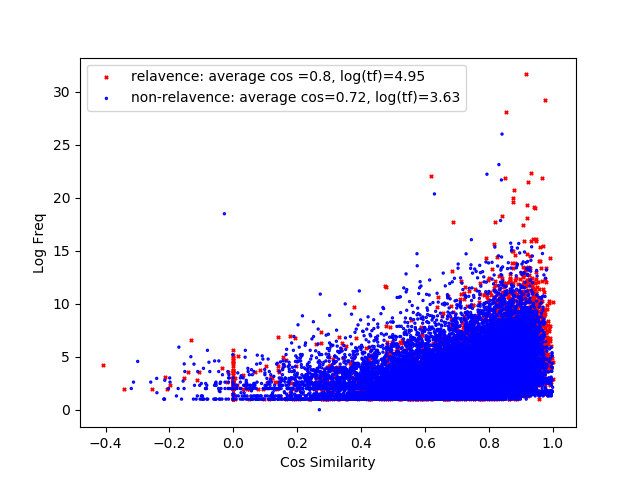 relavence: average cos =0.8, log(tf)=4.95
non-relavence: average cos=0.72, log(tf)=3.63
Log Freq
30
25
20
15
10
5
0
−0.4 −0.2 0.0 0.2 0.4 0.6 0.8 1.0
Cos Similarity